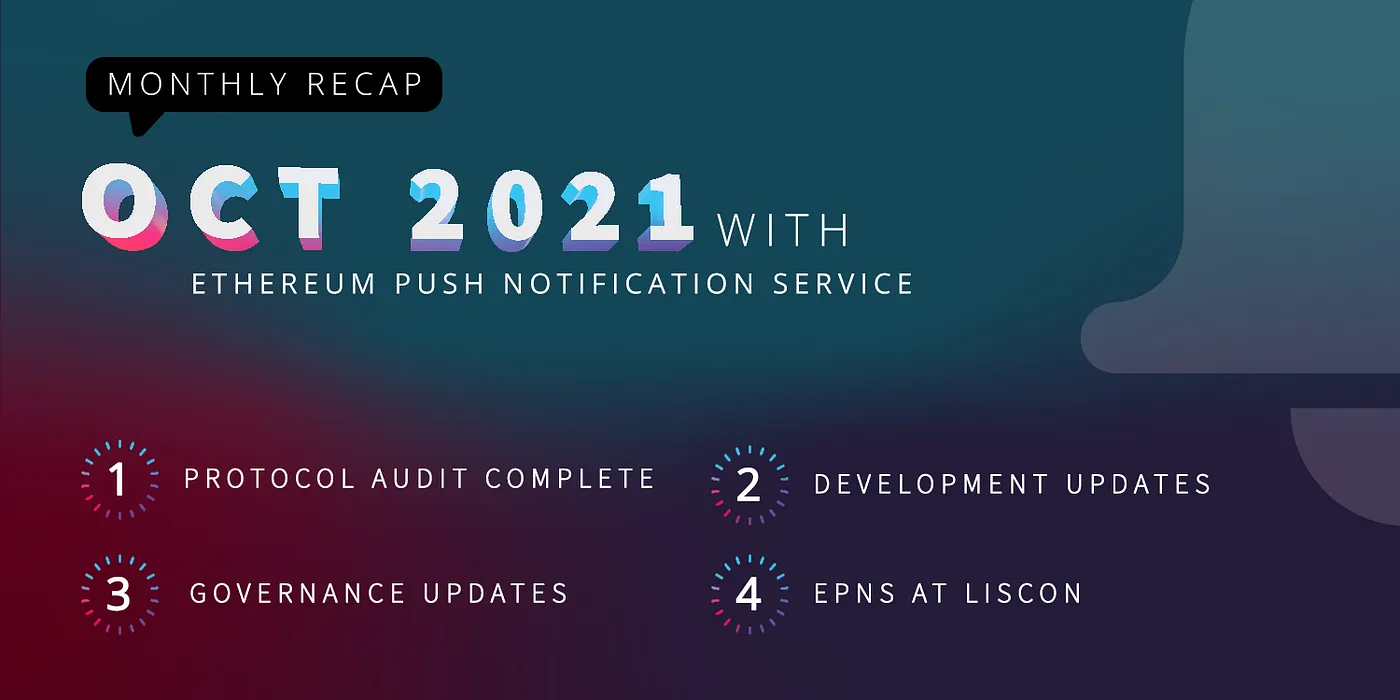 MONTHLY RECAP
OCT 2021 WITH
ETHEREUM PUSH NOTIFICATION SERVICE
1 PROTOCOL AUDIT COMPLETE
2 DEVELOPMENT UPDATES
3 GOVERNANCE UPDATES
4 EPNS AT LISCON